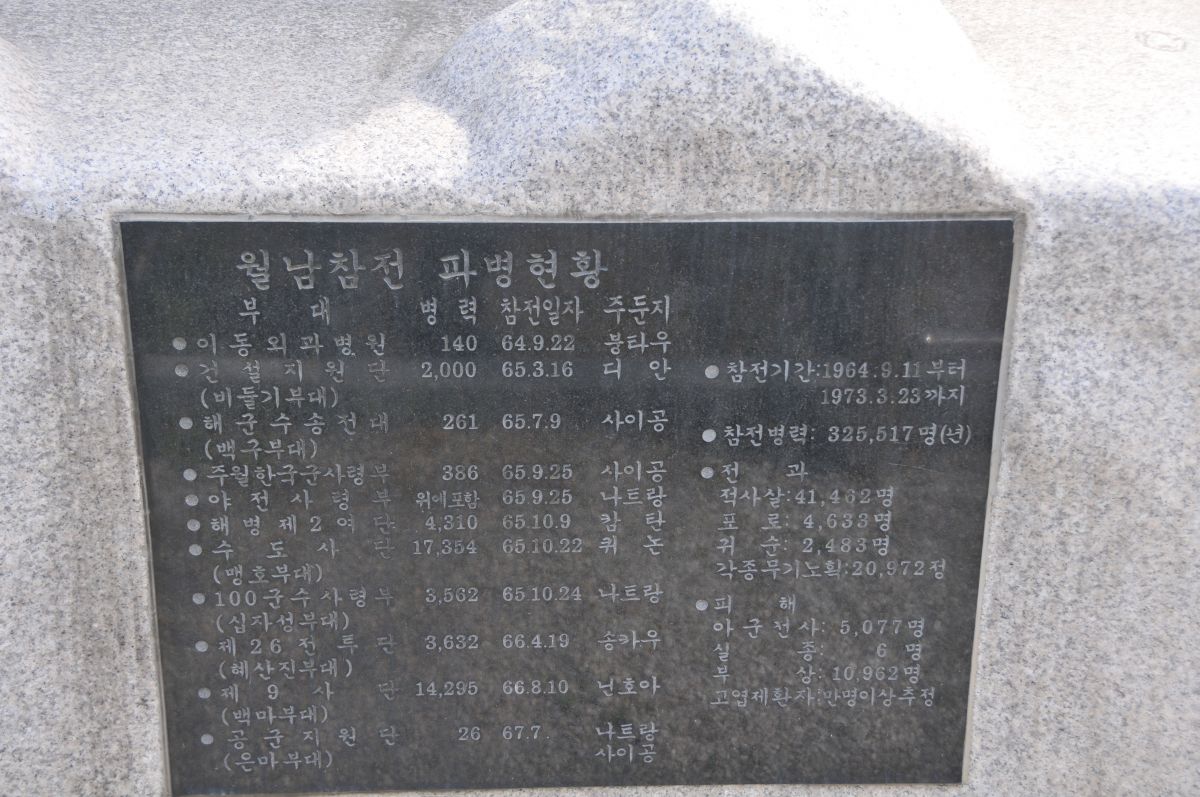 월남참전 파병현황
부 대 병 력 참전일자 주둔지
● 이동외과병원 140 64.9.22 붕타우
● 건설지원단 2,000 65.3.16 디 안
(비들기부대)
● 해군수송전대 261 65.7.9 사이공
(백구부대)
● 주월한국군사령부 386 65.9.25 사이공
● 야전사령부 위에포함 65.9.25 나트랑
● 해병제2여단 4,310 65.10.9 캄 탄
● 수도사단 17,354 65.10.22 퀴 논
(맹호부대)
● 100군수사령부 3,562 65.10.24 나트랑
(십자성부대)
● 제26전투단 3,632 66.4.19 송카우
(혜산진부대)
● 제9사단 14,295 66.8.10 닌호아
(백마부대)
● 공군지원단 26 67.7. 나트랑
(은마부대) 사이공
● 참전기간:1964.9.11부터
1973.3.23까지
● 참전병력: 325,517명(년)
● 전 과
적사살:41,462명
포 로: 4,633명
귀 순: 2,483명
각종무기노획:20,972정
● 피 해
아군전사: 5,077명
실 종: 6명
부 상: 10,962명
고엽제환자:만명이상추정